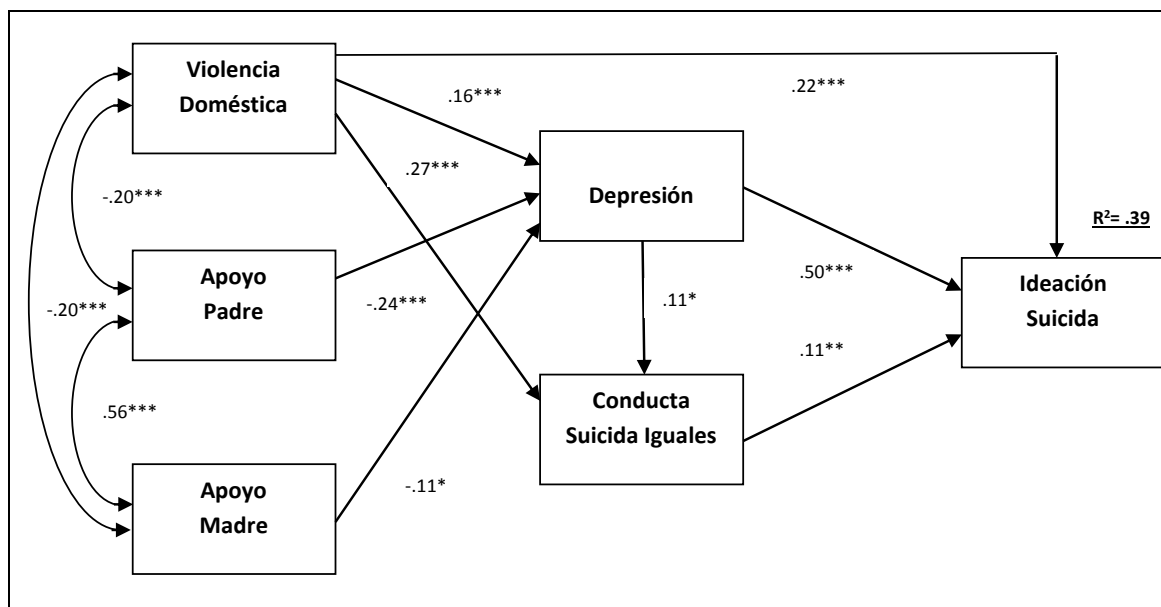 Violencia
Doméstica
.16***
.22***
.27***
Depresión
-.20***
R²= .39
Apoyo
Padre
-.20***
-.24***
.11*
.50***
Ideación
Suicida
.11**
.56***
Conducta
Suicida Iguales
Apoyo
Madre
-.11*